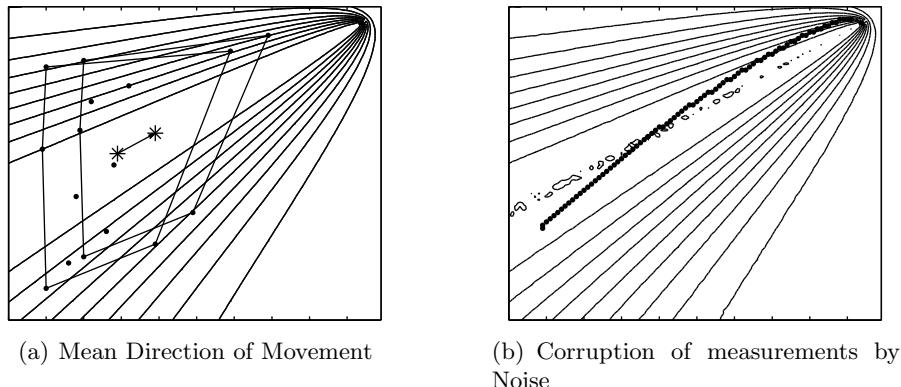 (a) Mean Direction of Movement
(b) Corruption of measurements by
Noise